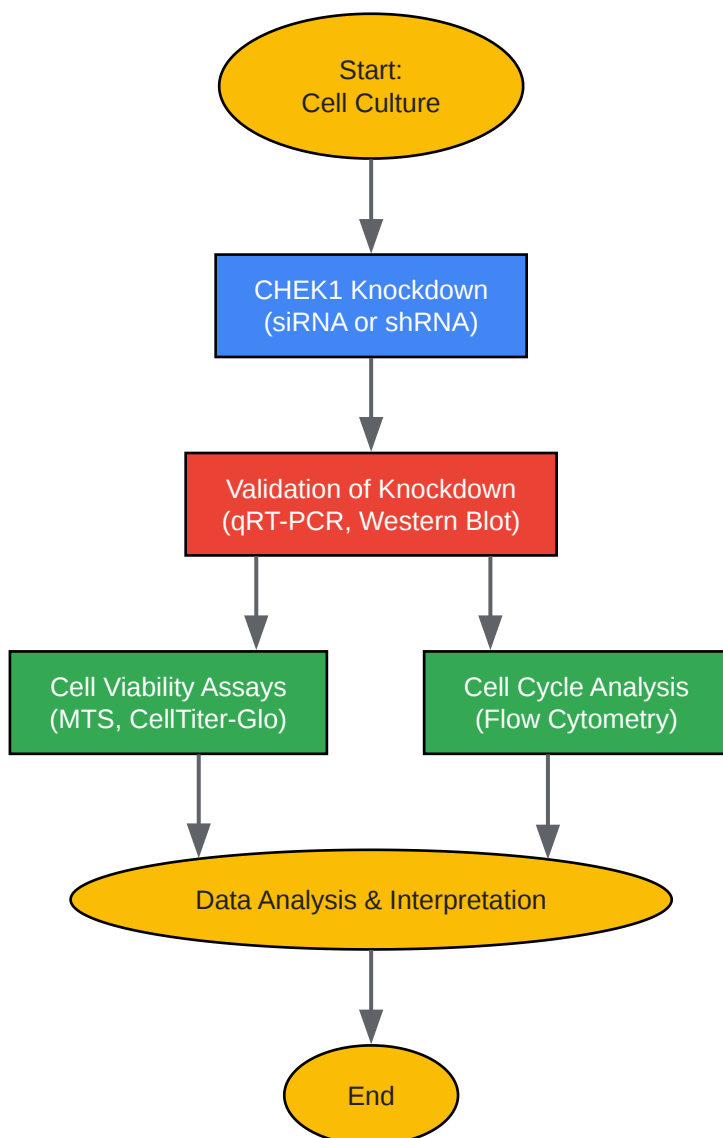 Start:
Cell Culture
CHEK1 Knockdown
(siRNA or shRNA)
Validation of Knockdown
(qRT-PCR, Western Blot)
Cell Viability Assays
(MTS, CellTiter-Glo)
Cell Cycle Analysis
(Flow Cytometry)
Data Analysis & Interpretation
End